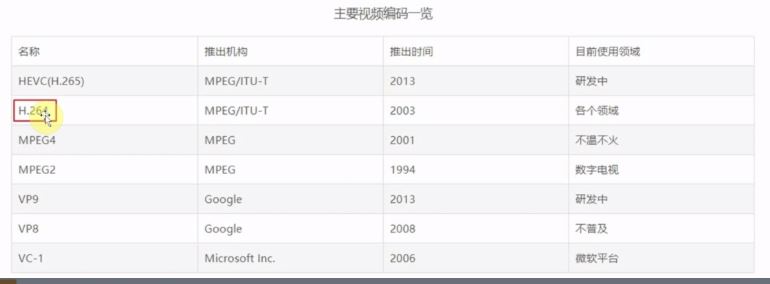 主要视频编码一览
名称 推出机构 推出时间 目前使用领域
HEVC(H.265) MPEG/ITU-T 2013 研发中
H.264 MPEG/ITU-T 2003 各个领域
MPEG4 MPEG 2001 不温不火
MPEG2 MPEG 1994 数字电视
VP9 Google 2013 研发中
VP8 Google 2008 不普及
VC-1 Microsoft Inc. 2006 微软平台